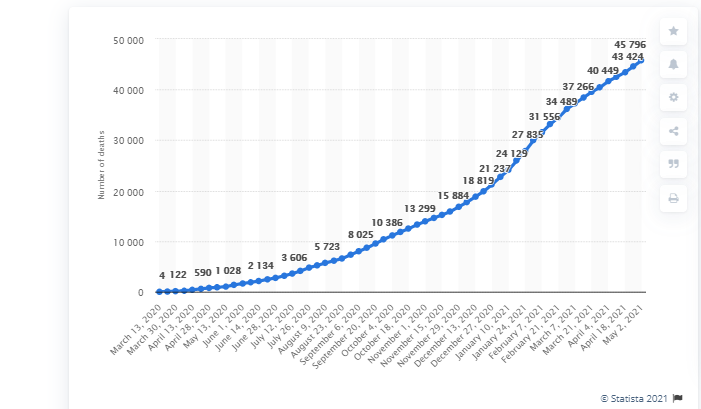 50 000
45 796
43 424
40 449
40 000
37 266
34 489
31 556
30 000
27 835
24 129
21 237
20 000
18 819
15 884
13 299
10 386
10 000
8 025
5 723
3 606
2 134
4 122 590 1 028
0
Number of deaths
March 13, 2020
March 30, 2020
April 13, 2020
April 28, 2020
May 13, 2020
June 1, 2020
June 14, 2020
June 28, 2020
July 12, 2020
July 26, 2020
August 9, 2020
August 23, 2020
September 6, 2020
September 20, 2020
October 4, 2020
October 18, 2020
November 1, 2020
November 15, 2020
November 29, 2020
December 13, 2020
December 27, 2020
January 10, 2021
January 24, 2021
February 7, 2021
February 21, 2021
March 7, 2021
March 21, 2021
April 4, 2021
April 18, 2021
May 2, 2021
© Statista 2021